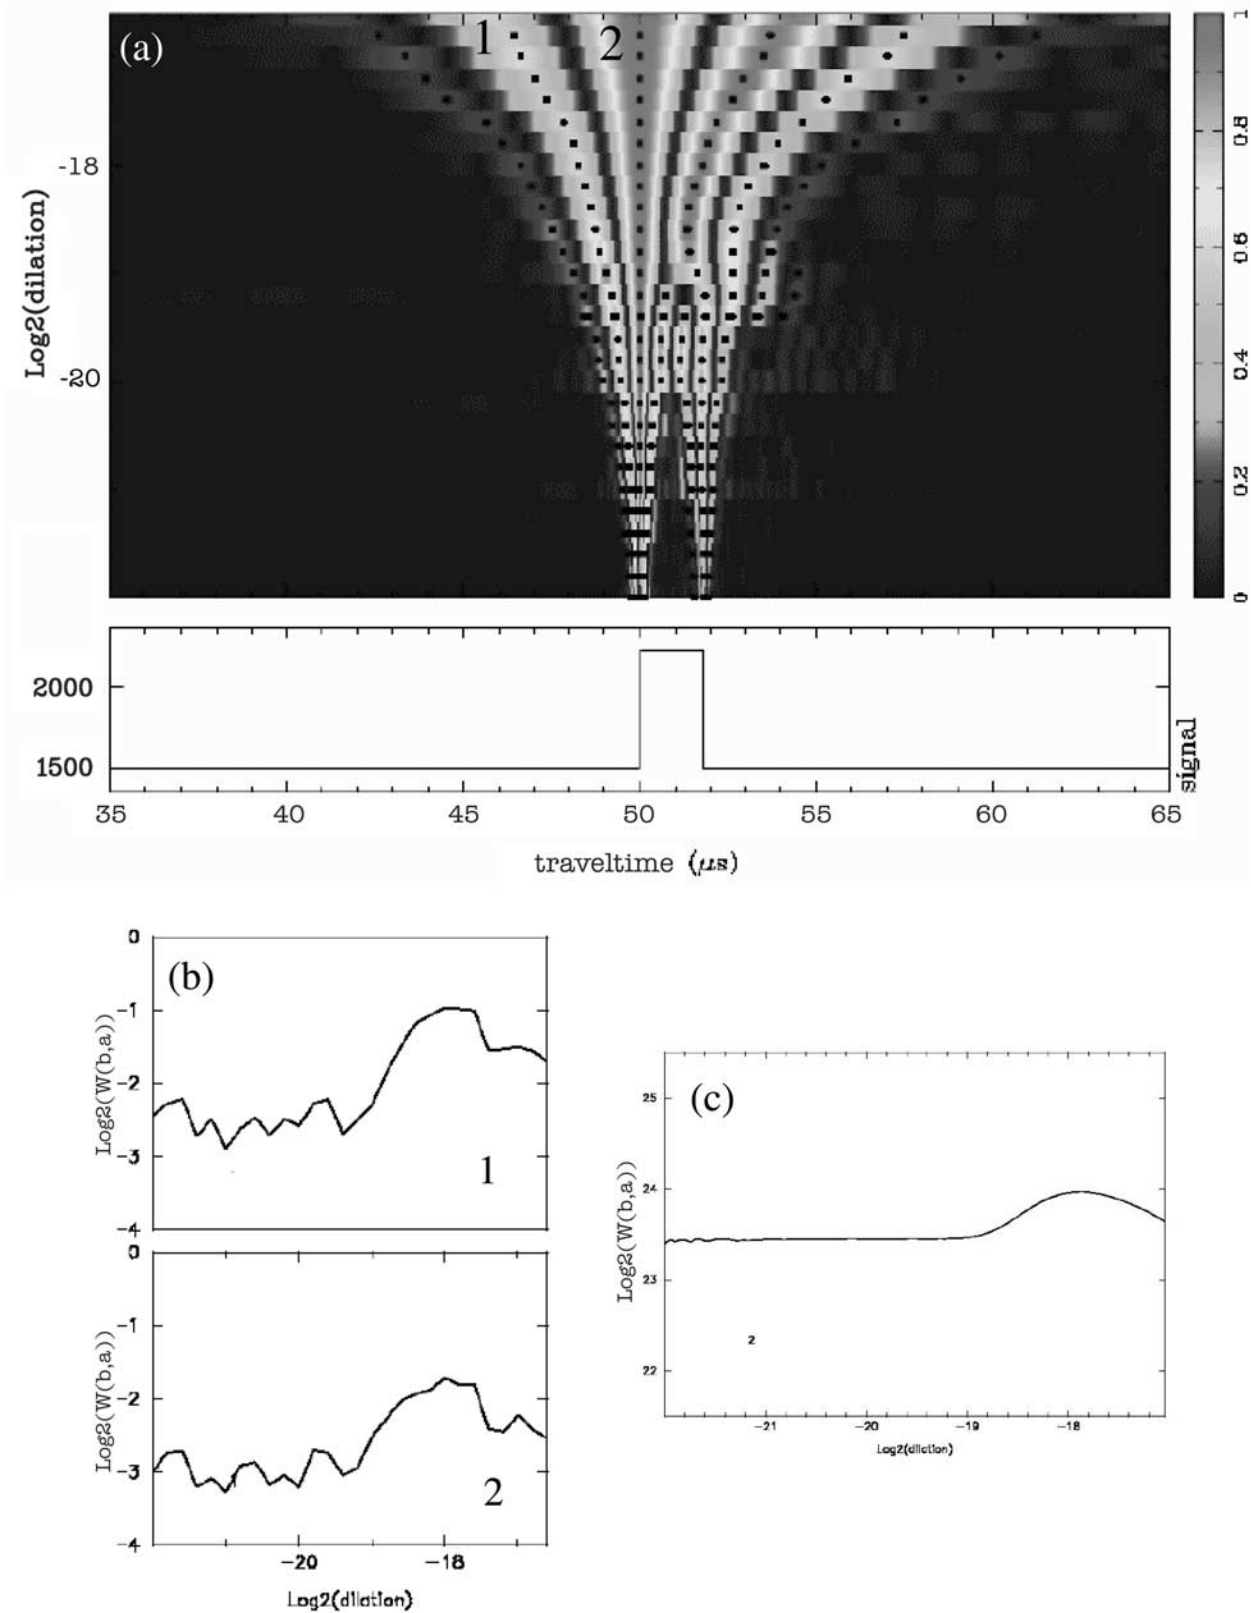 (a)
1
2
Log2(dilation)
-18
-20
1
0.8
0.6
0.4
0.2
0
2000
1500
signal
35 40 45 50 55 60 65
traveltime (μs)
(b)
Log2(W(b,a))
0
-1
-2
-3
-4
1
Log2(W(b,a))
0
-1
-2
-3
-4
2
-20 -18
Log2(dilation)
(c)
Log2(W(b,a))
25
24
23
22
2
-21 -20 -19 -18
Log2(dilation)